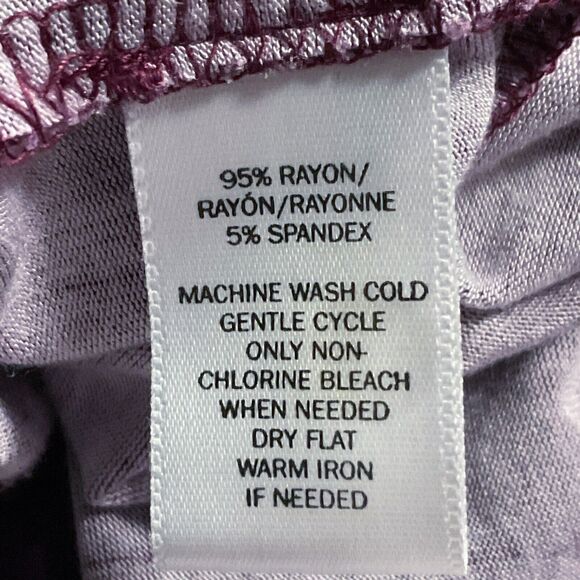 95% RAYON/
RAYÓN/RAYONNE
5% SPANDEX
MACHINE WASH COLD
GENTLE CYCLE
ONLY NON-
CHLORINE BLEACH
WHEN NEEDED
DRY FLAT
WARM IRON
IF NEEDED